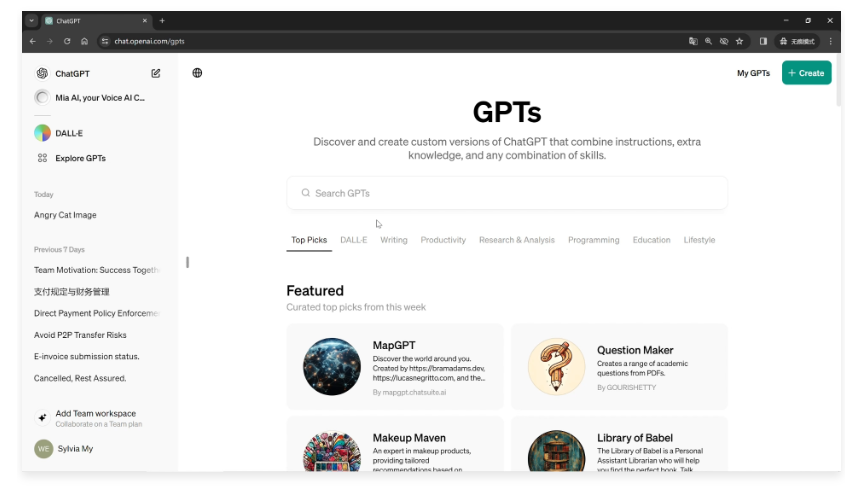 ChatGPT
chat.openai.com/gpts
无痕模式
ChatGPT
Mia AI, your Voice AI C...
DALL·E
Explore GPTs
Today
Angry Cat Image
Previous 7 Days
Team Motivation: Success Togeth
支付规定与财务管理
Direct Payment Policy Enforceme
Avoid P2P Transfer Risks
E-invoice submission status.
Cancelled, Rest Assured.
Add Team workspace
Collaborate on a Team plan
WE
Sylvia My
My GPTs
+ Create
GPTs
Discover and create custom versions of ChatGPT that combine instructions, extra
knowledge, and any combination of skills.
Search GPTs
Top Picks DALL·E Writing Productivity Research & Analysis Programming Education Lifestyle
Featured
Curated top picks from this week
MapGPT
Discover the world around you.
Created by https://bramadams.dev,
https://lucasnegritto.com, and the...
By mapgpt.chatsuite.ai
Question Maker
Creates a range of academic
questions from PDFs.
By GOURISHETTY
Makeup Maven
An expert in makeup products,
providing tailored
recommendations based on
Library of Babel
The Library of Babel is a Personal
Assistant Librarian who will help
you find the perfect book. Talk